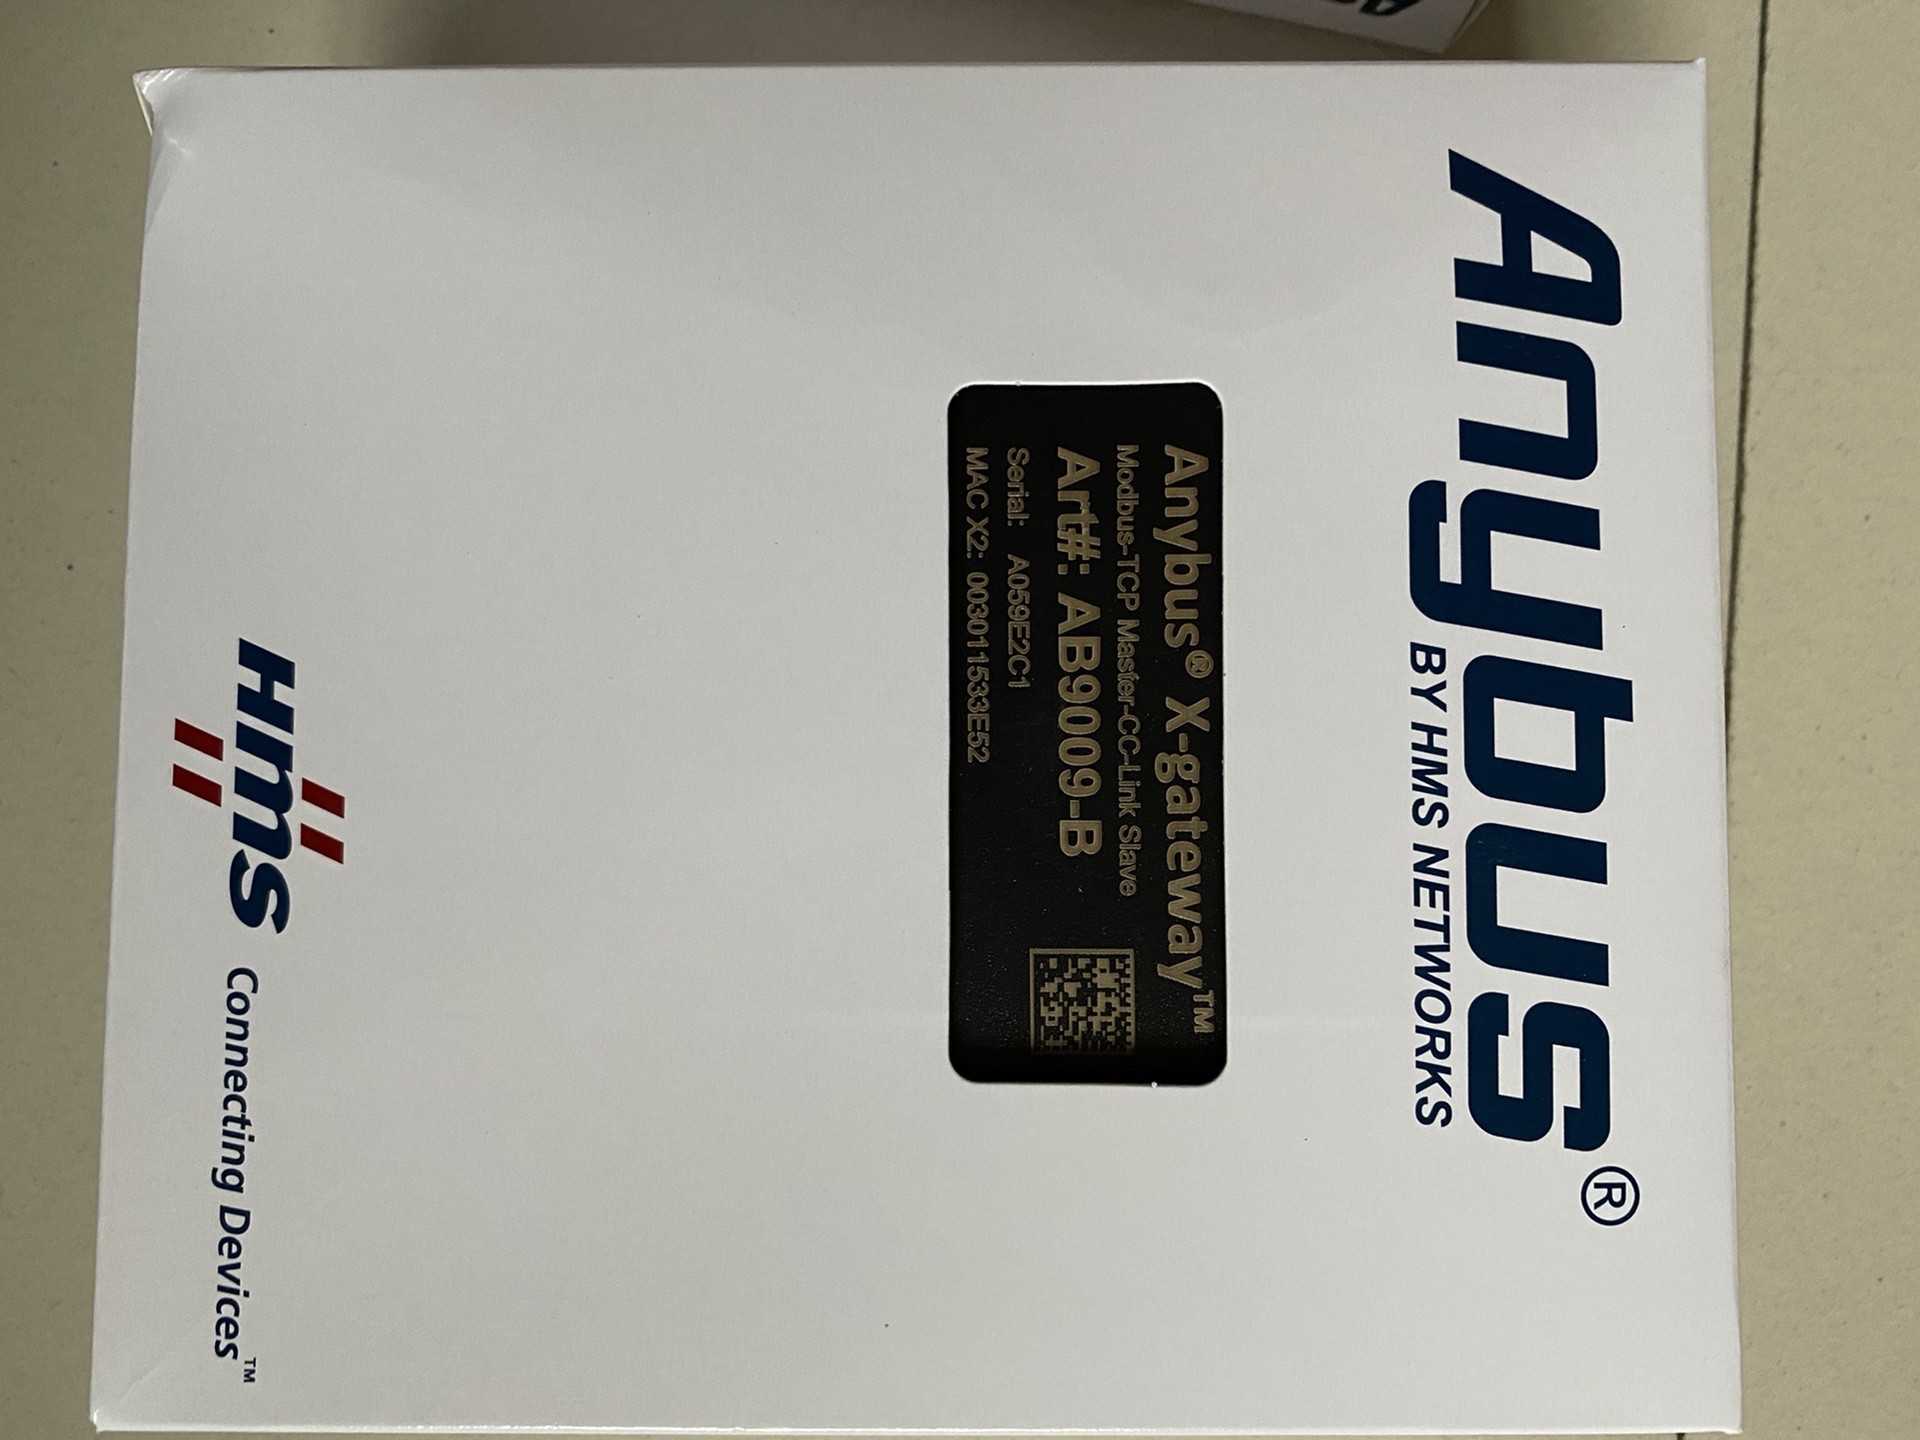 Anybus®
BY HMS NETWORKS
Anybus® X-gateway™
Modbus-TCP Master-CC-Link Slave
Art#: AB9009-B
Serial: A059E2C1
MAC X2: 003011533E52
HMS Connecting Devices™